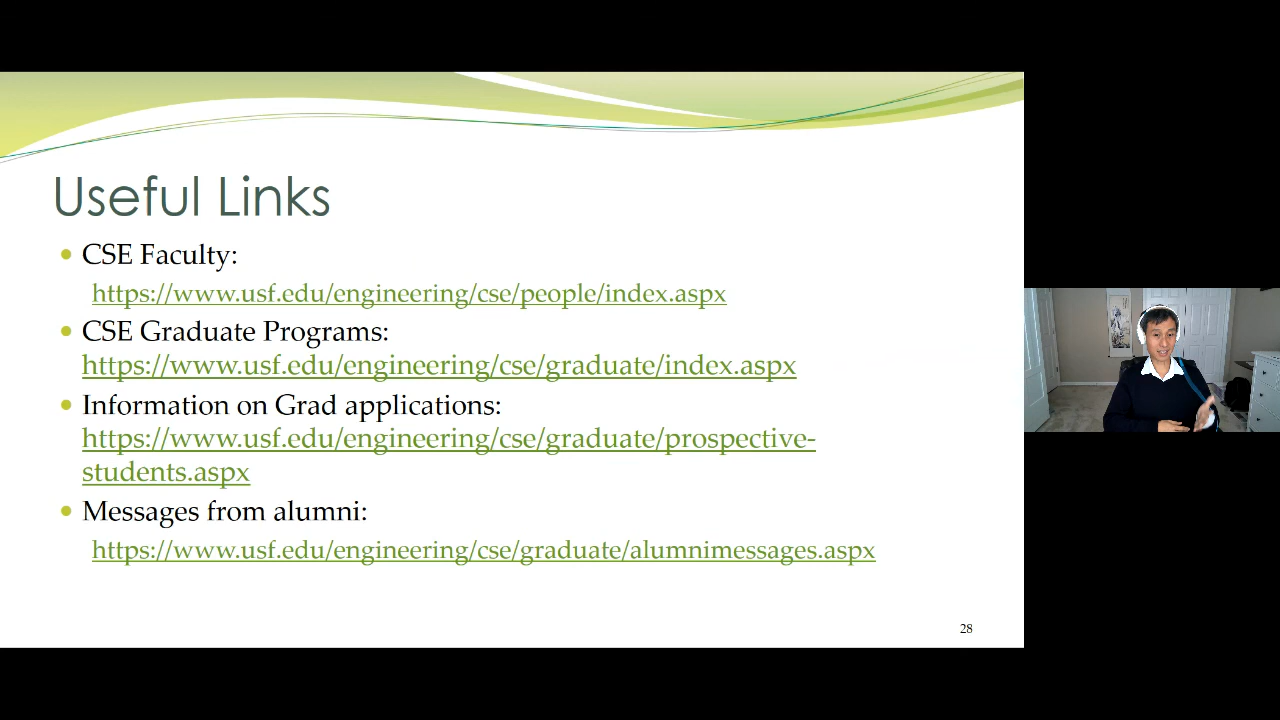 Useful Links
CSE Faculty:
https://www.usf.edu/engineering/cse/people/index.aspx
CSE Graduate Programs:
https://www.usf.edu/engineering/cse/graduate/index.aspx
Information on Grad applications:
https://www.usf.edu/engineering/cse/graduate/prospective-
students.aspx
Messages from alumni:
https://www.usf.edu/engineering/cse/graduate/alumnimessages.aspx
28